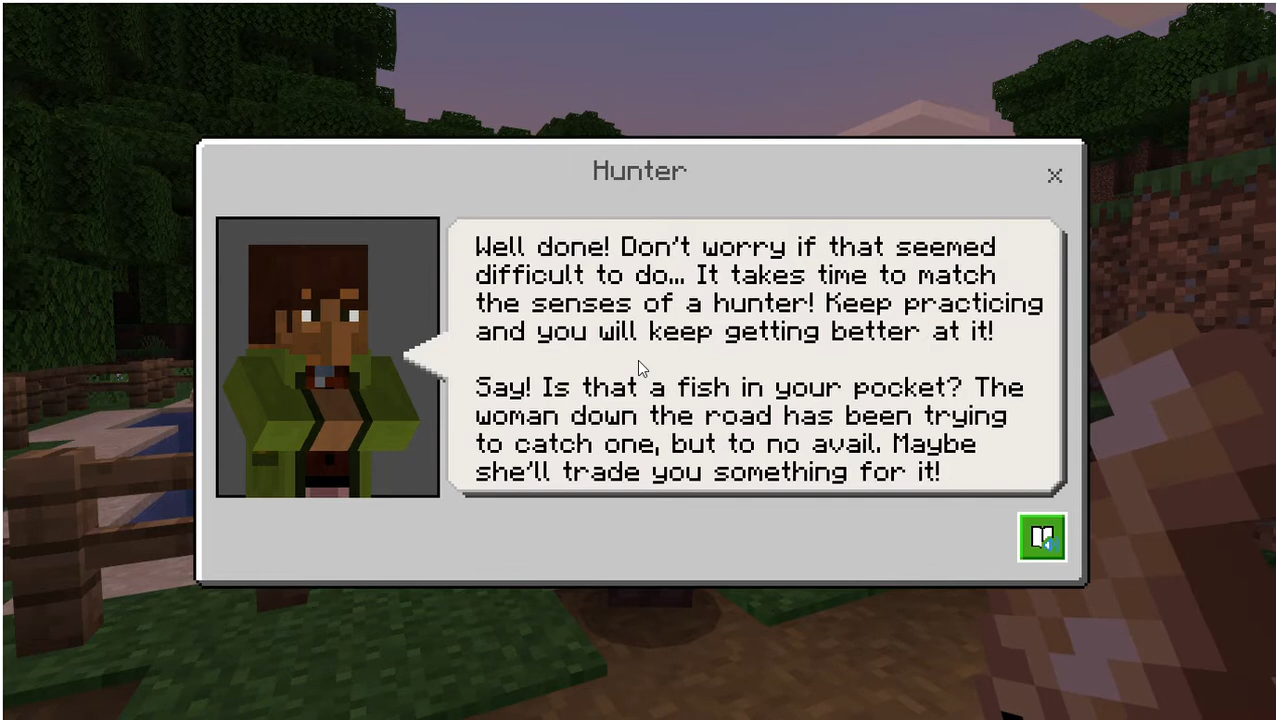 Hunter
Well done! Don't worry if that seemed
difficult to do... It takes time to match
the senses of a hunter! Keep practicing
and you will keep getting better at it!
Say! Is that a fish in your pocket? The
woman down the road has been trying
to catch one, but to no avail. Maybe
she'll trade you something for it!